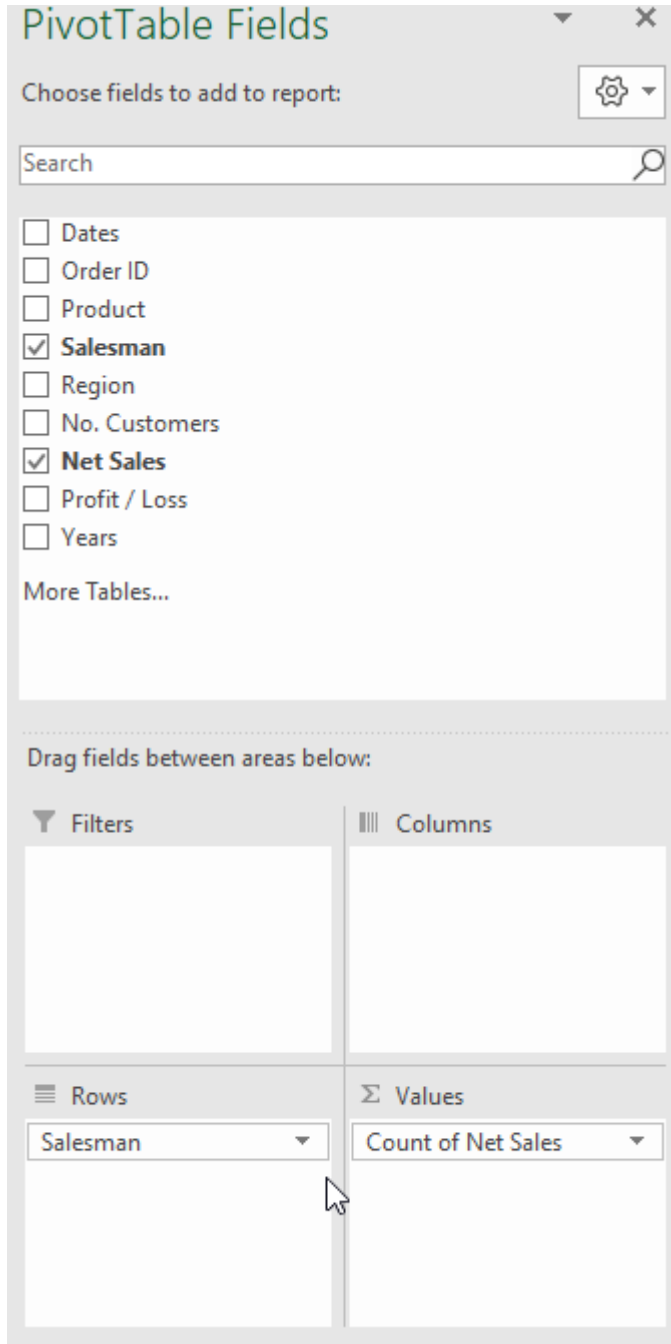 PivotTable Fields
Choose fields to add to report:
Search
Dates
Order ID
Product
Salesman
Region
No. Customers
Net Sales
Profit / Loss
Years
More Tables...
Drag fields between areas below:
Filters
Columns
Rows
Σ Values
Salesman
Count of Net Sales